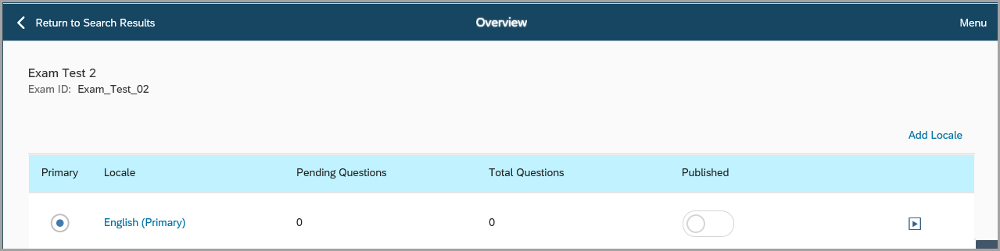 Return to Search Results Overview Menu
Exam Test 2
Exam ID: Exam_Test_02
Add Locale
Primary Locale Pending Questions Total Questions Published
English (Primary) 0 0